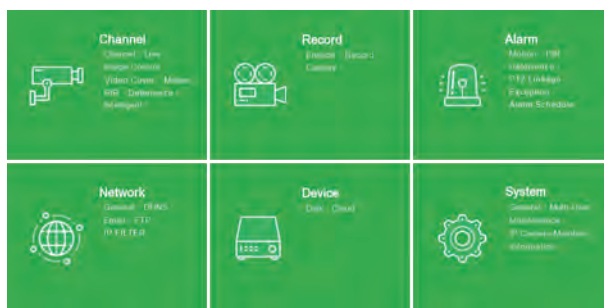 Channel
Channel Live
Image Control
Video Cover Motion
PIR Deterrence
Intelligent
Record
Encode Record
Capture
Alarm
Motion PIR
Deterrence
PTZ Linkage
Exception
Alarm Schedule
Network
General DDNS
Email FTP
IP FILTER
Device
Disk Cloud
System
General Multi-User
Maintenance
IP Camera Maintain
Information